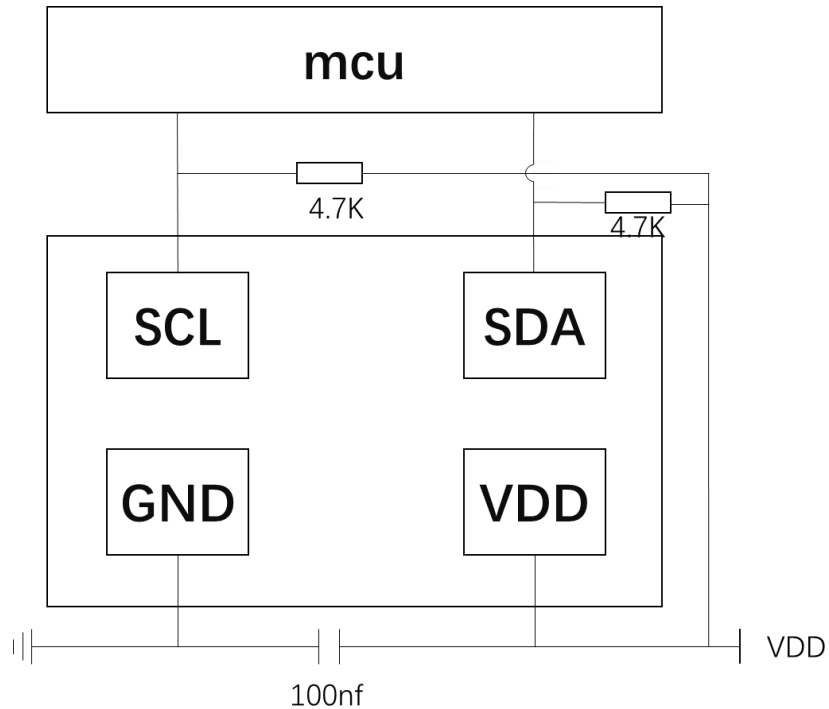 mcu
4.7K
4.7K
SCL
SDA
GND
VDD
VDD
100nf